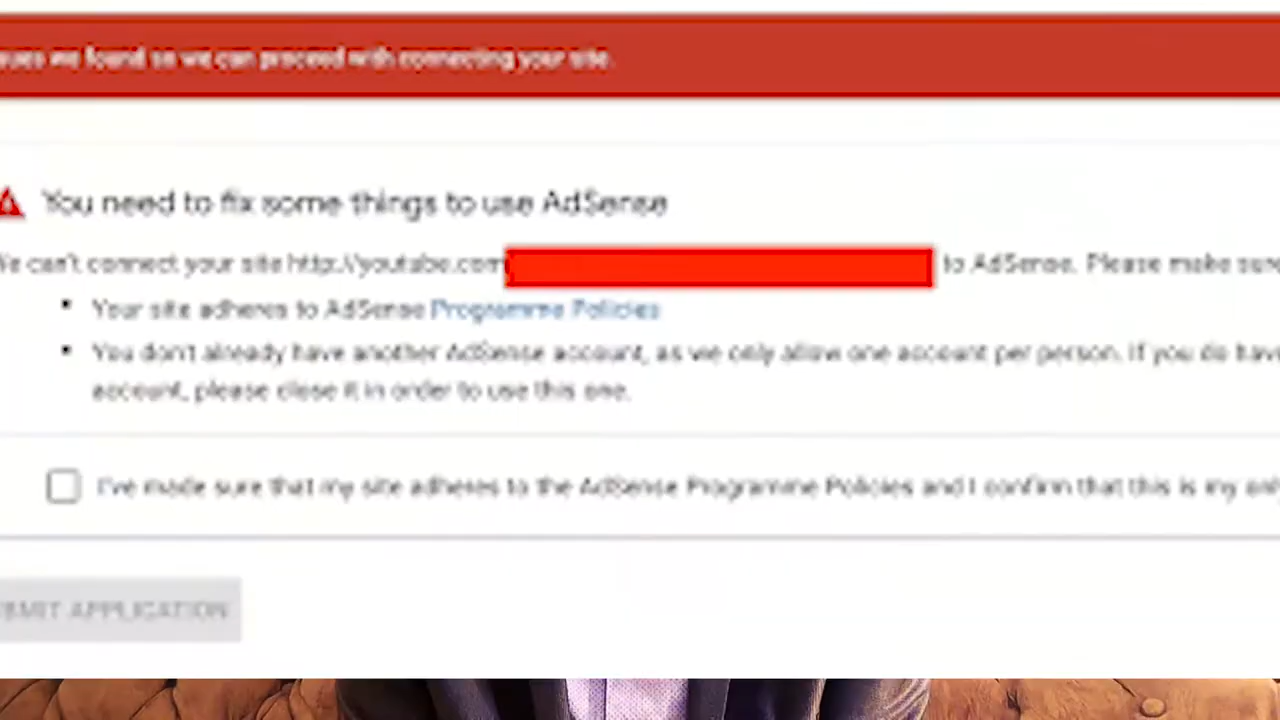 sues we found so we can proceed with connecting your site.
You need to fix some things to use AdSense
We can't connect your site http://youtube.com to AdSense. Please make sure
Your site adheres to AdSense Programme Policies
You don't already have another AdSense account, as we only allow one account per person. If you do have
account, please close it in order to use this one.
I've made sure that my site adheres to the AdSense Programme Policies and I confirm that this is my only
BMIT APPLICATION